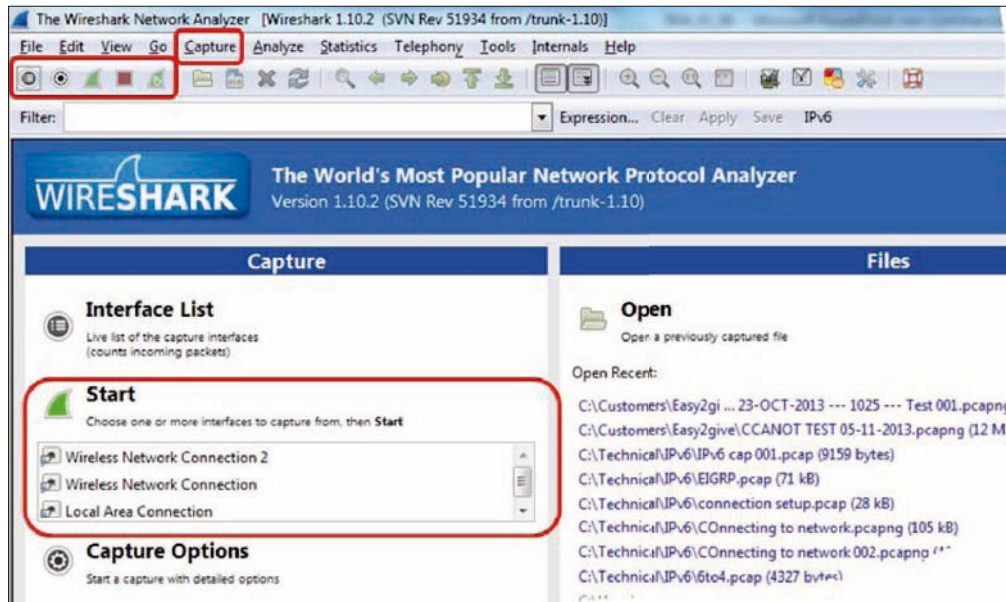 The Wireshark Network Analyzer [Wireshark 1.10.2 (SVN Rev 51934 from /trunk-1.10)]
File Edit View Go Capture Analyze Statistics Telephony Tools Internals Help
Filter: Expression... Clear Apply Save IPv6
WIRESHARK
The World's Most Popular Network Protocol Analyzer
Version 1.10.2 (SVN Rev 51934 from /trunk-1.10)
Capture
Interface List
Live list of the capture interfaces
(counts incoming packets)
Start
Choose one or more interfaces to capture from, then Start
Wireless Network Connection 2
Wireless Network Connection
Local Area Connection
Capture Options
Start a capture with detailed options
Files
Open
Open a previously captured file
Open Recent:
C:\Customers\Easy2gi ... 23-OCT-2013 --- 1025 --- Test 001.pcapng
C:\Customers\Easy2give\CCANOT TEST 05-11-2013.pcapng (12 M
C:\Technical\IPv6\IPv6 cap 001.pcap (9159 bytes)
C:\Technical\IPv6\EIGRP.pcap (71 kB)
C:\Technical\IPv6\connection setup.pcap (28 kB)
C:\Technical\IPv6\COnnecting to network.pcapng (105 kB)
C:\Technical\IPv6\COnnecting to network 002.pcapng
C:\Technical\IPv6\6to4.pcap (4327 bytes)